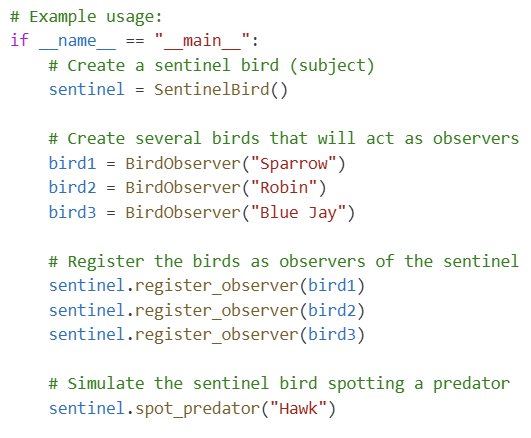 # Example usage:
if __name__ == "__main__":
    # Create a sentinel bird (subject)
    sentinel = SentinelBird()

    # Create several birds that will act as observers
    bird1 = BirdObserver("Sparrow")
    bird2 = BirdObserver("Robin")
    bird3 = BirdObserver("Blue Jay")

    # Register the birds as observers of the sentinel
    sentinel.register_observer(bird1)
    sentinel.register_observer(bird2)
    sentinel.register_observer(bird3)

    # Simulate the sentinel bird spotting a predator
    sentinel.spot_predator("Hawk")